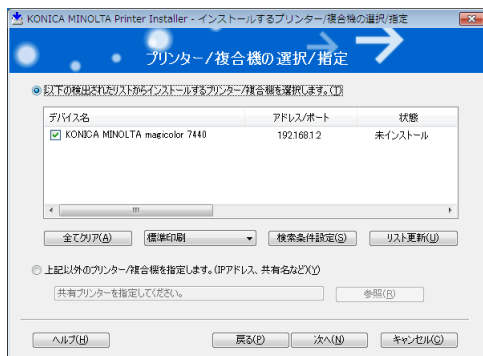 KONICA MINOLTA Printer Installer - インストールするプリンター/複合機の選択/指定
プリンター/複合機の選択/指定
以下の検出されたリストからインストールするプリンター/複合機を選択します。(T)
デバイス名 アドレス/ポート 状態
KONICA MINOLTA magicolor 7440 192.168.1.2 未インストール
全てクリア(A) 標準印刷 検索条件設定(S) リスト更新(U)
上記以外のプリンター/複合機を指定します。(IPアドレス、共有名など)(Y)
共有プリンターを指定してください。 参照(R)
ヘルプ(H) 戻る(P) 次へ(N) キャンセル(C)